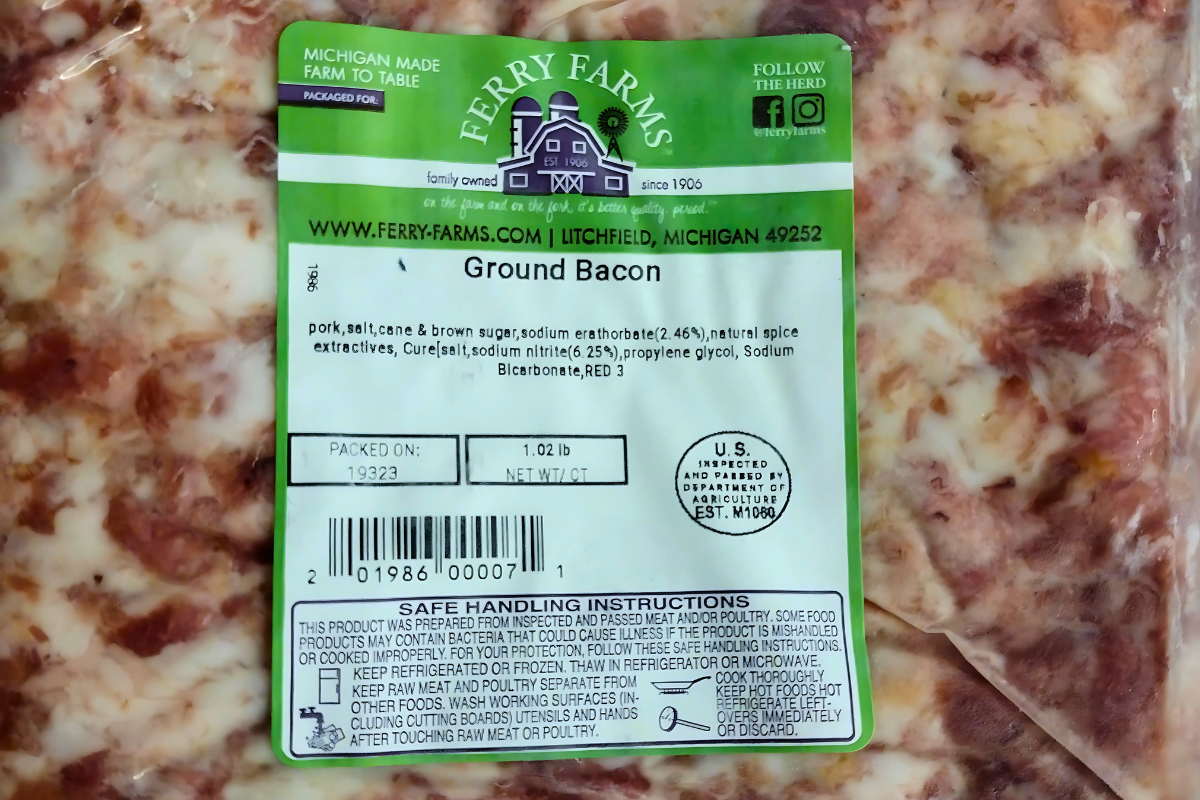 MICHIGAN MADE
FARM TO TABLE
PACKAGED FOR:
FERRY FARMS
EST 1906
FOLLOW
THE HERD
@ferryfarms
family owned since 1906
on the farm and on the fork, it's better quality. period.™
WWW.FERRY-FARMS.COM | LITCHFIELD, MICHIGAN 49252
1986
Ground Bacon
pork,salt,cane & brown sugar,sodium erathorbate(2.46%),natural spice
extractives, Cure[salt,sodium nitrite(6.25%),propylene glycol, Sodium
Bicarbonate,RED 3
PACKED ON:
19323
1.02 lb
NET WT/ CT
U.S.
INSPECTED
AND PASSED BY
DEPARTMENT OF
AGRICULTURE
EST. M1060
2 01986 00007 1
SAFE HANDLING INSTRUCTIONS
THIS PRODUCT WAS PREPARED FROM INSPECTED AND PASSED MEAT AND/OR POULTRY. SOME FOOD
PRODUCTS MAY CONTAIN BACTERIA THAT COULD CAUSE ILLNESS IF THE PRODUCT IS MISHANDLED
OR COOKED IMPROPERLY. FOR YOUR PROTECTION, FOLLOW THESE SAFE HANDLING INSTRUCTIONS.
KEEP REFRIGERATED OR FROZEN. THAW IN REFRIGERATOR OR MICROWAVE.
KEEP RAW MEAT AND POULTRY SEPARATE FROM
OTHER FOODS. WASH WORKING SURFACES (IN-
CLUDING CUTTING BOARDS) UTENSILS AND HANDS
AFTER TOUCHING RAW MEAT OR POULTRY.
COOK THOROUGHLY
KEEP HOT FOODS HOT
REFRIGERATE LEFT-
OVERS IMMEDIATELY
OR DISCARD.